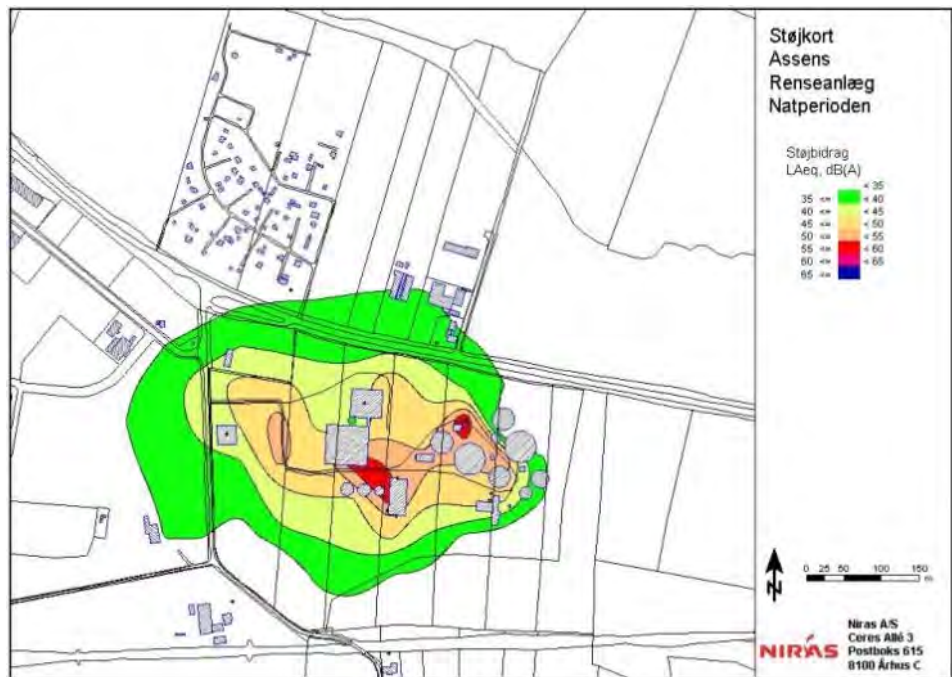 Støjkort
Assens
Renseanlæg
Natperioden
Støjbidrag
LAeq, dB(A)
< 35
35 <= < 40
40 <= < 45
45 <= < 50
50 <= < 55
55 <= < 60
60 <= < 65
65 <=
N
0 25 50 100 150
m
NIRAS
Niras A/S
Ceres Allé 3
Postboks 615
8100 Århus C